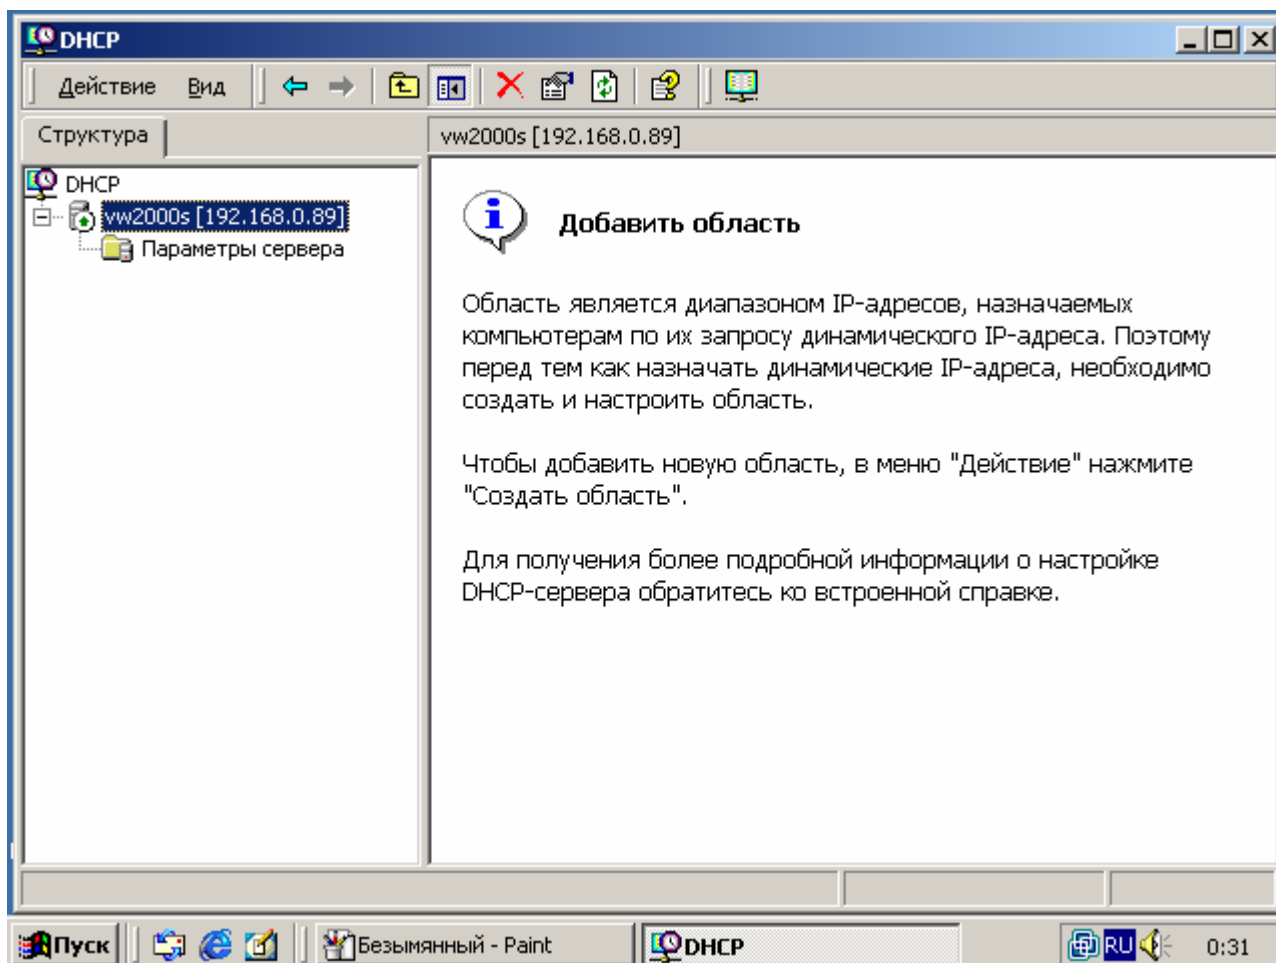 DHCP
Действие Вид
Структура
vw2000s [192.168.0.89]
DHCP
vw2000s [192.168.0.89]
Параметры сервера
Добавить область
Область является диапазоном IP-адресов, назначаемых
компьютерам по их запросу динамического IP-адреса. Поэтому
перед тем как назначать динамические IP-адреса, необходимо
создать и настроить область.
Чтобы добавить новую область, в меню "Действие" нажмите
"Создать область".
Для получения более подробной информации о настройке
DHCP-сервера обратитесь ко встроенной справке.
Пуск Безымянный - Paint DHCP RU 0:31